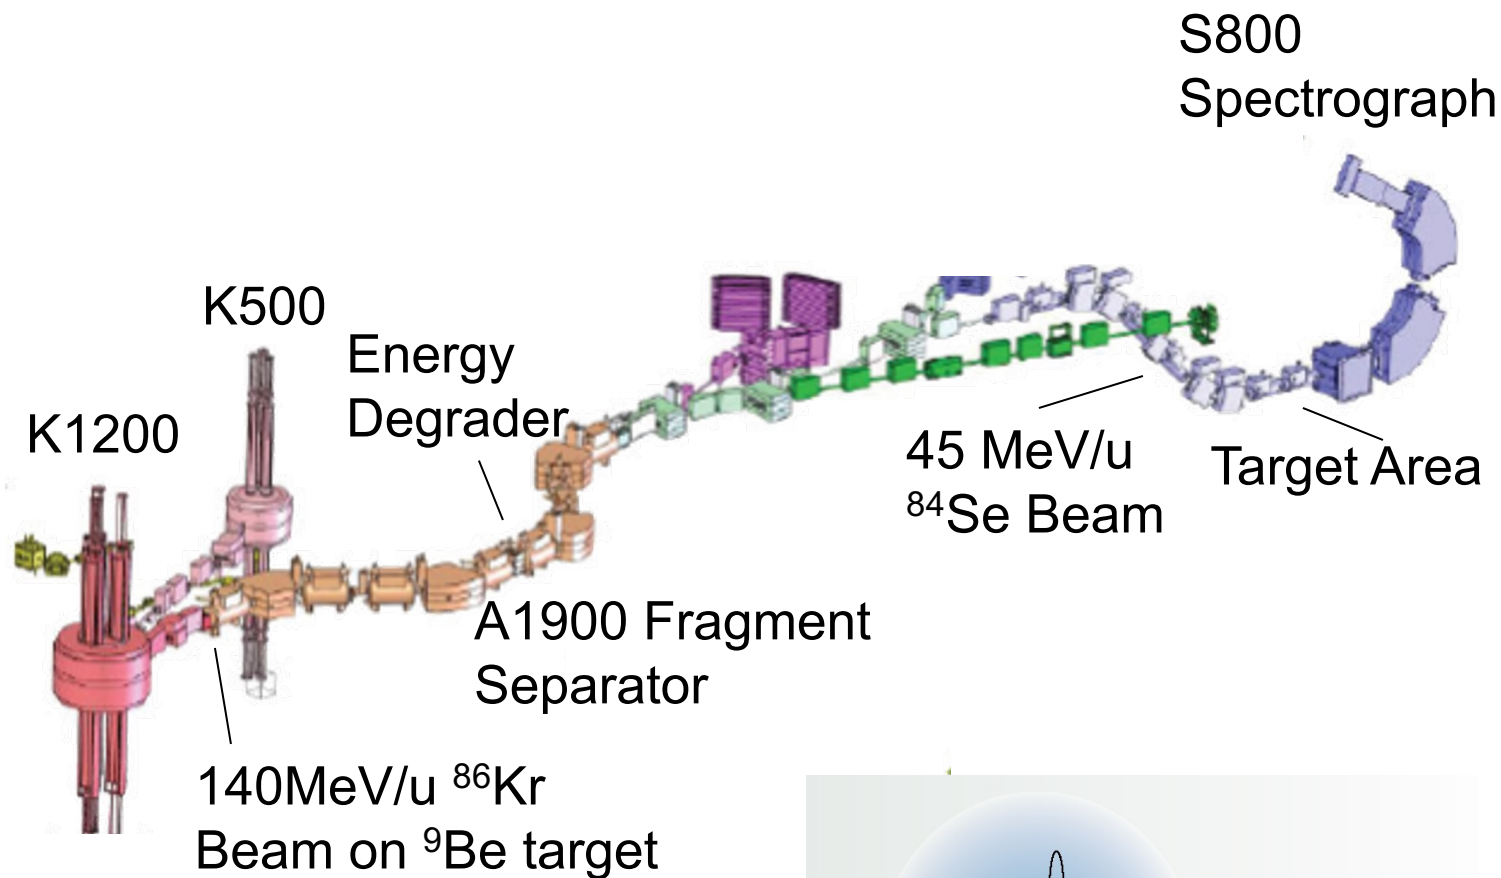 S800
Spectrograph
K500
Energy
Degrader
K1200
45 MeV/u
⁸⁴Se Beam
Target Area
A1900 Fragment
Separator
140MeV/u ⁸⁶Kr
Beam on ⁹Be target